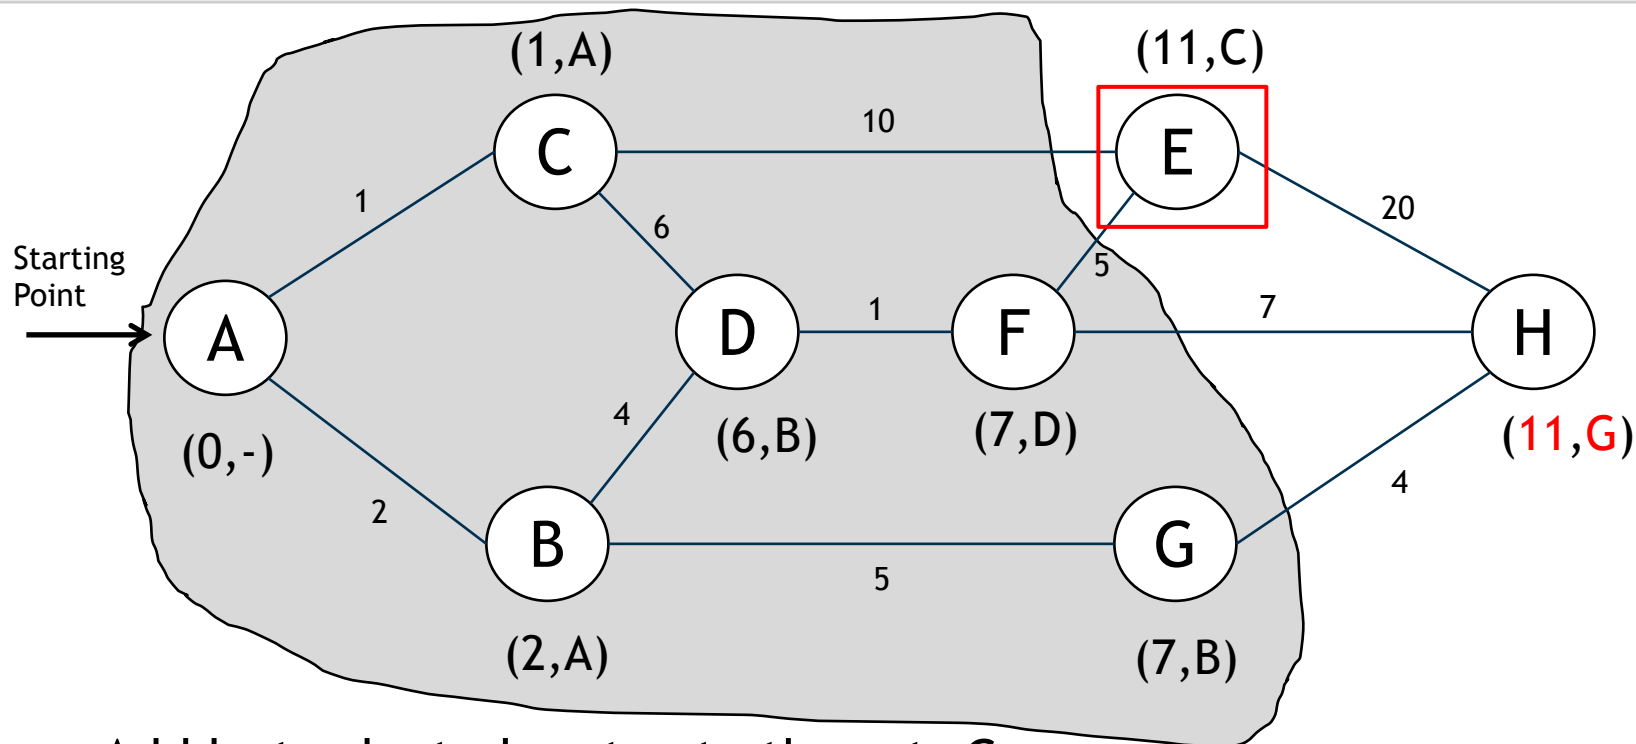 (1,A)
(11,C)
C
10
E
1
6
20
Starting
Point
5
A
D
1
F
7
H
(0,-)
4
(6,B)
(7,D)
(11,G)
2
4
B
5
G
(2,A)
(7,B)